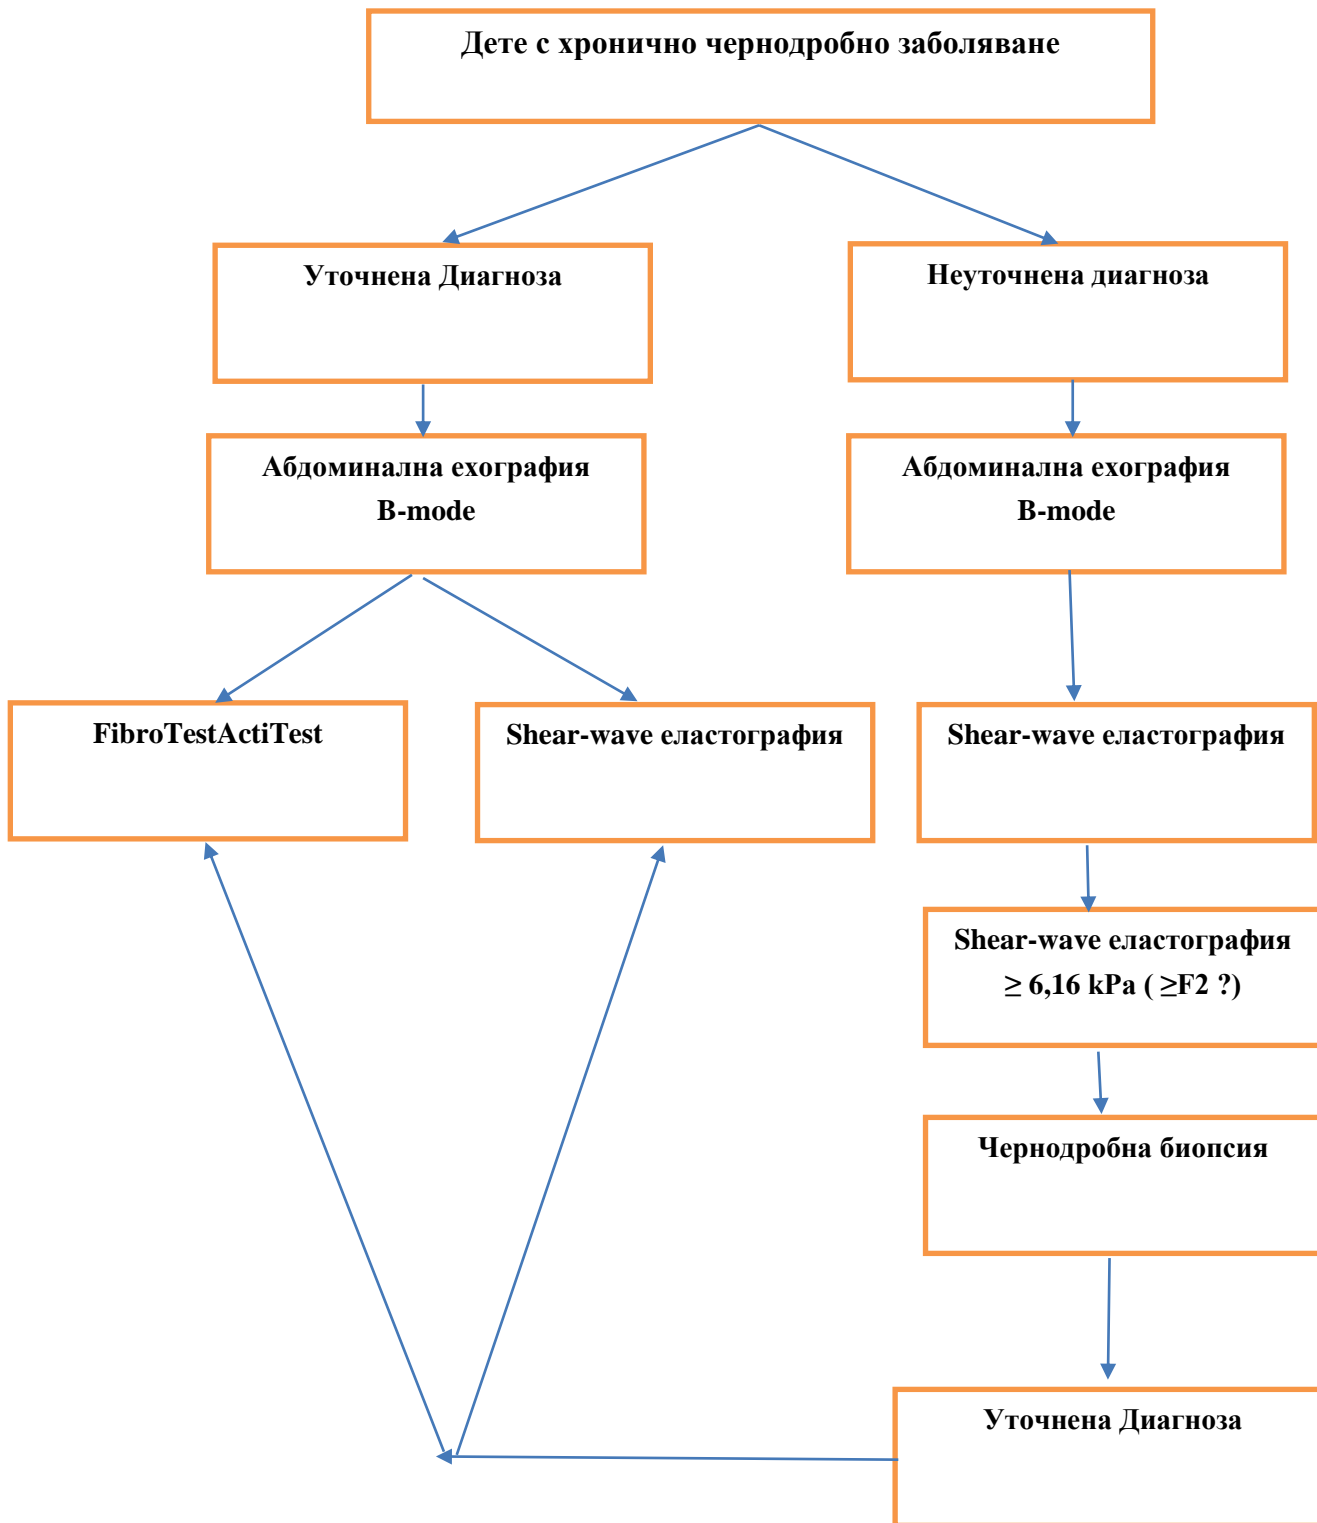 Дете с хронично чернодробно заболяване
Уточнена Диагноза
Неуточнена диагноза
Абдоминална ехография
B-mode
Абдоминална ехография
B-mode
FibroTestActiTest
Shear-wave еластография
Shear-wave еластография
Shear-wave еластография
≥ 6,16 kPa ( ≥F2 ?)
Чернодробна биопсия
Уточнена Диагноза